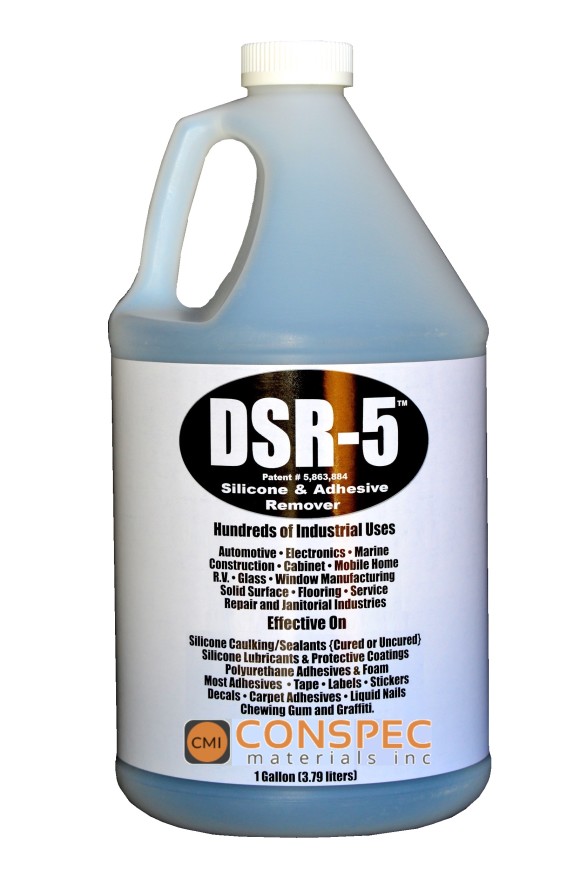 DSR-5™
Patent # 5,863,884
Silicone & Adhesive
Remover
Hundreds of Industrial Uses
Automotive • Electronics • Marine
Construction • Cabinet • Mobile Home
R.V. • Glass • Window Manufacturing
Solid Surface • Flooring • Service
Repair and Janitorial Industries
Effective On
Silicone Caulking/Sealants {Cured or Uncured}
Silicone Lubricants & Protective Coatings
Polyurethane Adhesives & Foam
Most Adhesives • Tape • Labels • Stickers
Decals • Carpet Adhesives • Liquid Nails
Chewing Gum and Graffiti.
CMI CONSPEC
materials inc
1 Gallon (3.79 liters)